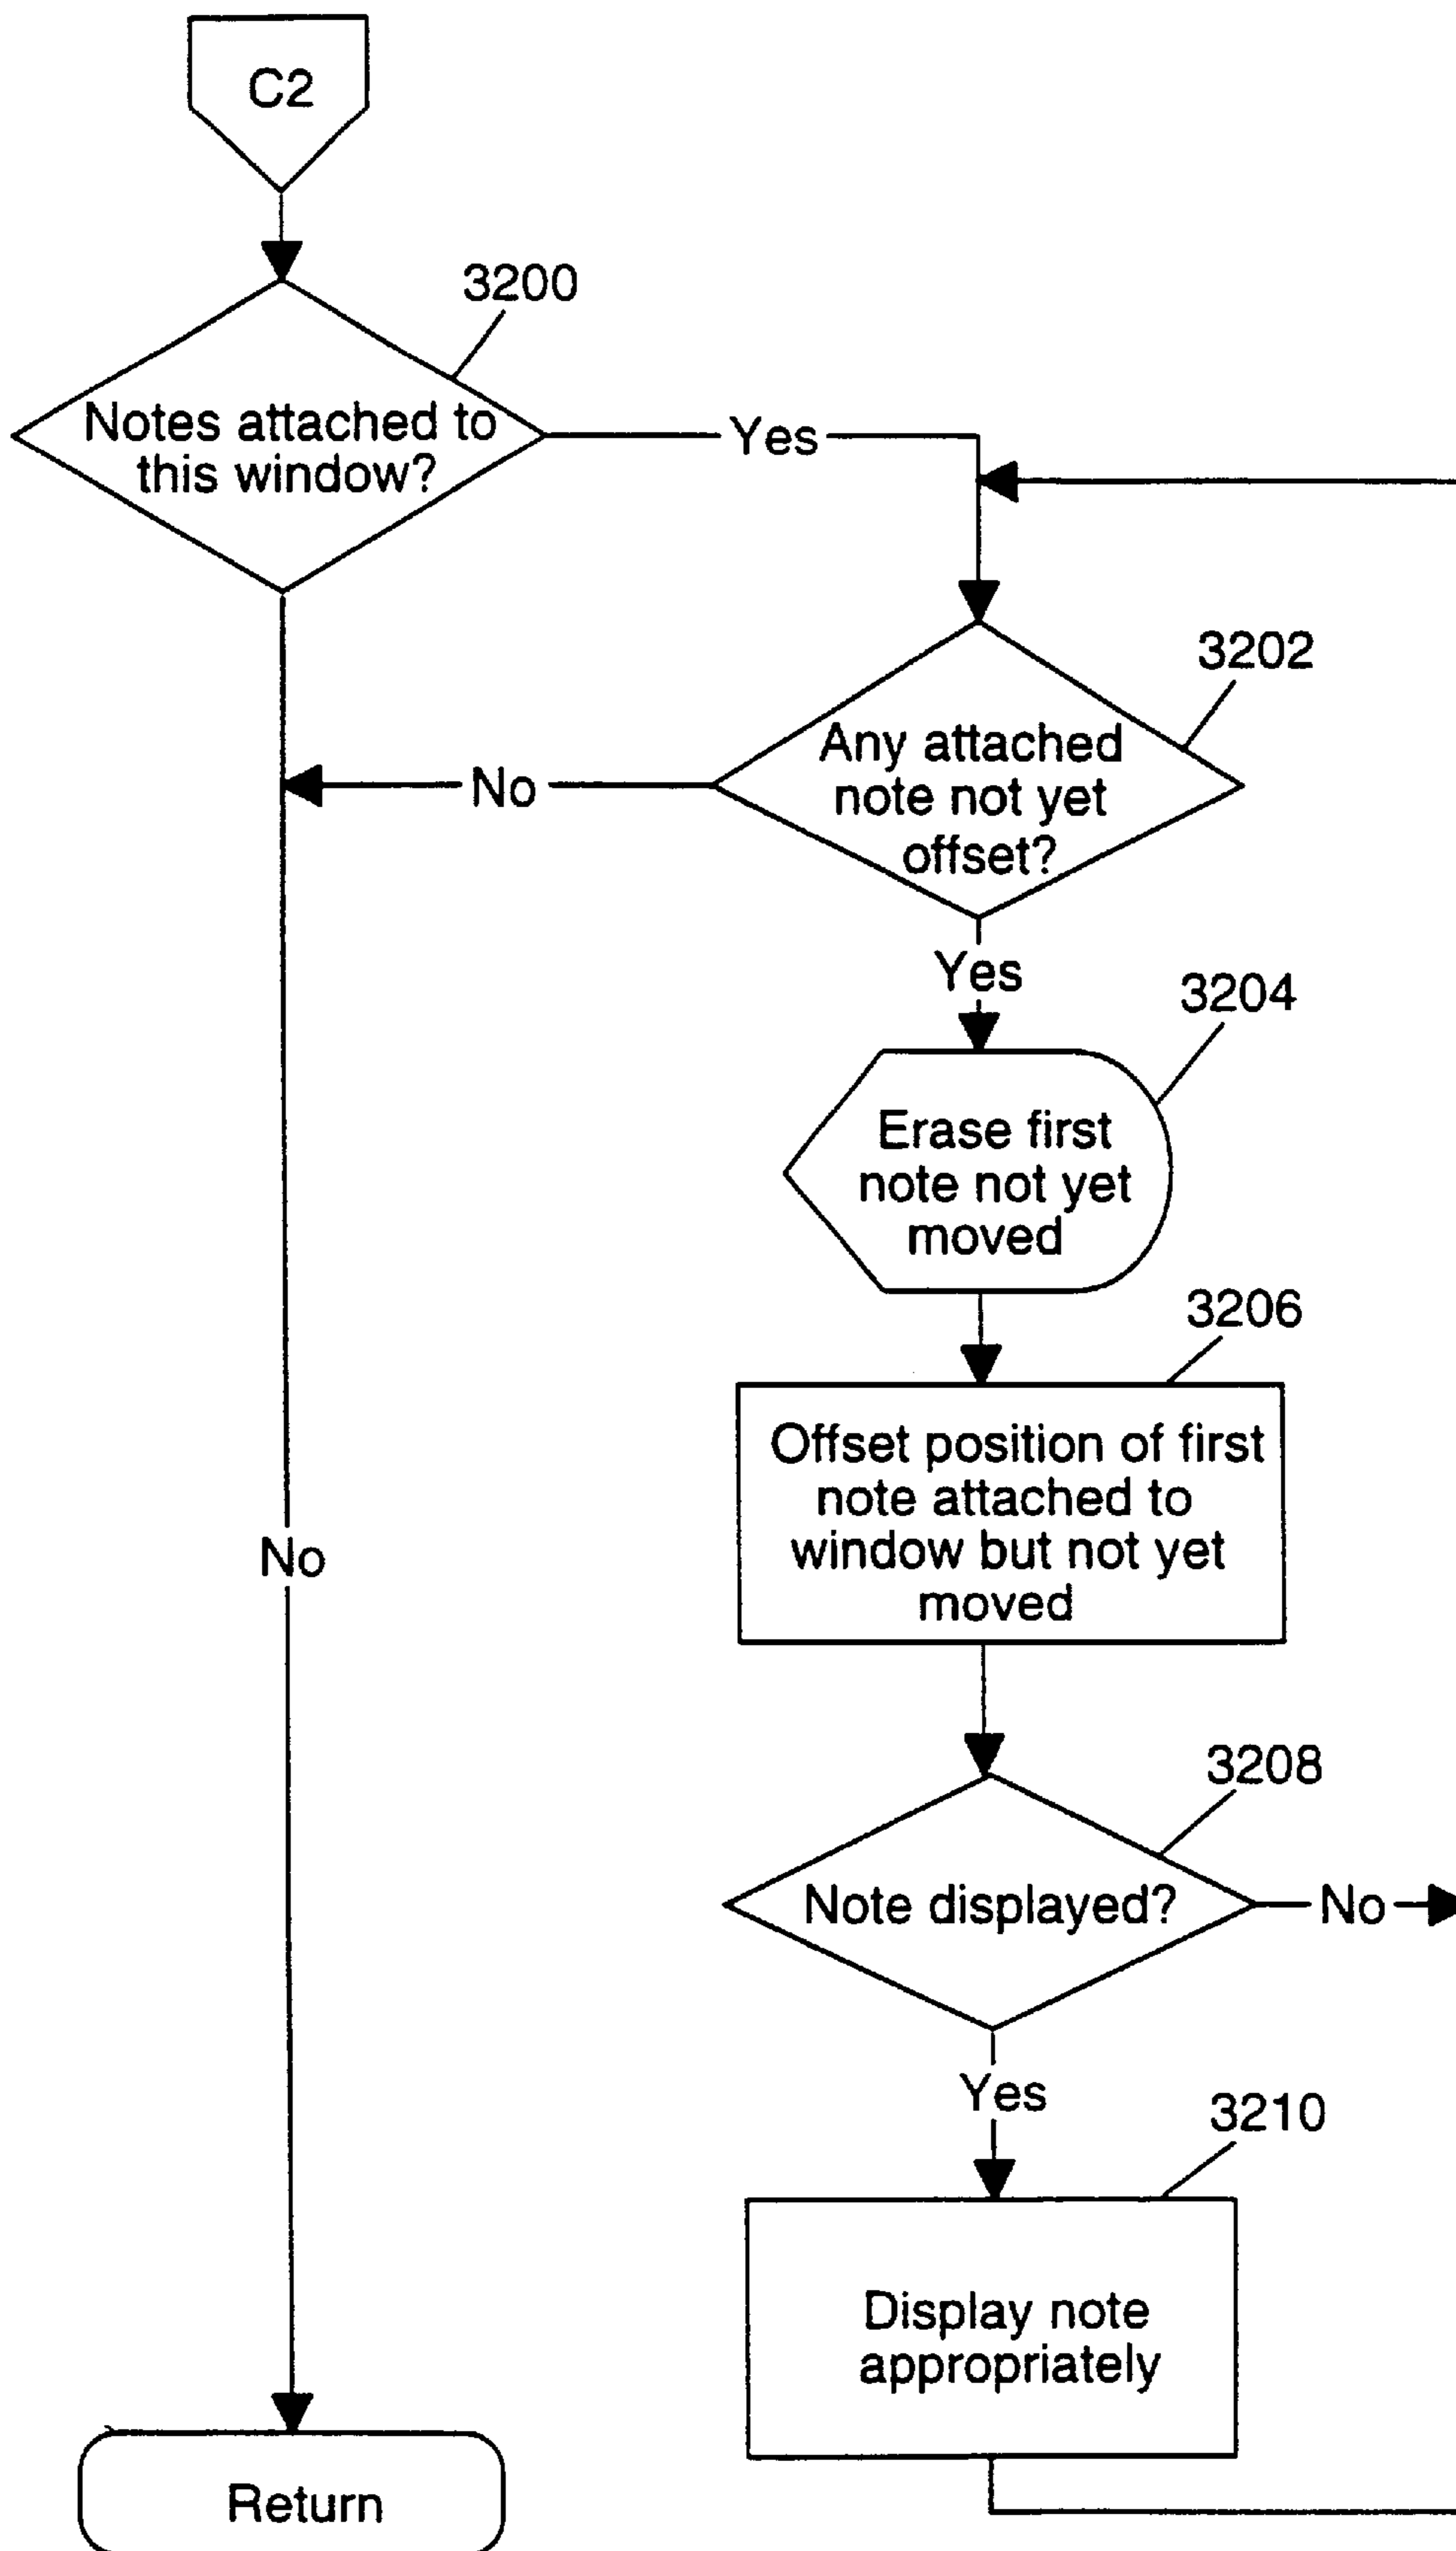 C2
3200
Notes attached to
this window?
Yes
3202
Any attached
note not yet
offset?
No
Yes
3204
Erase first
note not yet
moved
3206
Offset position of first
note attached to
window but not yet
moved
No
3208
Note displayed?
No
Yes
3210
Display note
appropriately
Return